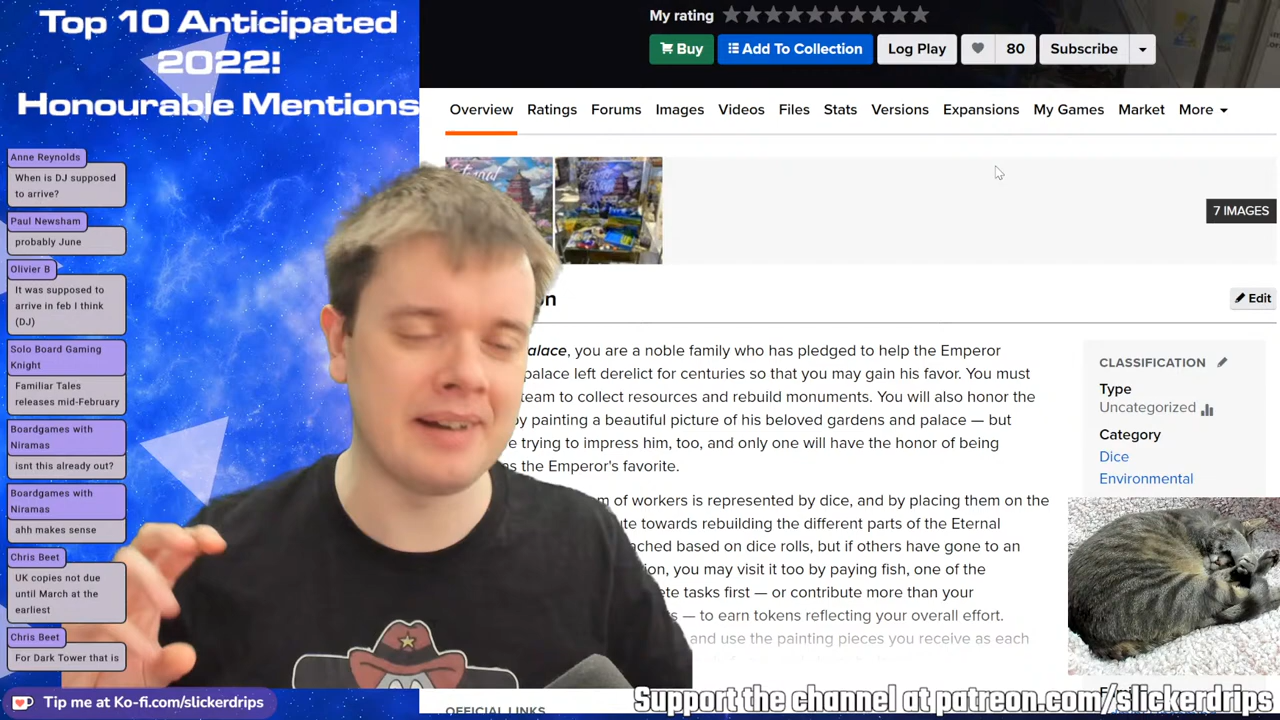 Top 10 Anticipated
2022!
Honourable Mentions
Anne Reynolds
When is DJ supposed
to arrive?
Paul Newsham
probably June
Olivier B
It was supposed to
arrive in feb I think
(DJ)
Solo Board Gaming
Knight
Familiar Tales
releases mid-February
Boardgames with
Niramas
isnt this already out?
Boardgames with
Niramas
ahh makes sense
Chris Beet
UK copies not due
until March at the
earliest
Chris Beet
For Dark Tower that is
Tip me at Ko-fi.com/slickerdrips
My rating
Buy
Add To Collection
Log Play
80
Subscribe
Overview
Ratings
Forums
Images
Videos
Files
Stats
Versions
Expansions
My Games
Market
More
7 IMAGES
on
Edit
alace, you are a noble family who has pledged to help the Emperor
palace left derelict for centuries so that you may gain his favor. You must
team to collect resources and rebuild monuments. You will also honor the
by painting a beautiful picture of his beloved gardens and palace — but
e trying to impress him, too, and only one will have the honor of being
s the Emperor's favorite.
m of workers is represented by dice, and by placing them on the
ute towards rebuilding the different parts of the Eternal
ached based on dice rolls, but if others have gone to an
ion, you may visit it too by paying fish, one of the
ete tasks first — or contribute more than your
s — to earn tokens reflecting your overall effort.
and use the painting pieces you receive as each
CLASSIFICATION
Type
Uncategorized
Category
Dice
Environmental
OFFICIAL LINKS
Support the channel at patreon.com/slickerdrips